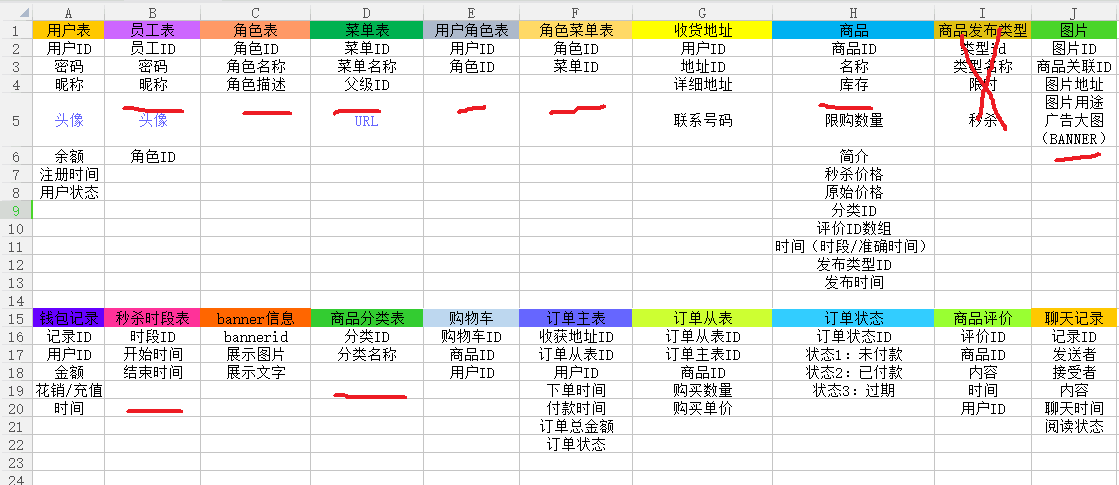 A B C D E F G H I J
1 用户表 员工表 角色表 菜单表 用户角色表 角色菜单表 收货地址 商品 商品发布类型 图片
2 用户ID 员工ID 角色ID 菜单ID 用户ID 角色ID 用户ID 商品ID 类型id 图片ID
3 密码 密码 角色名称 菜单名称 角色ID 菜单ID 地址ID 名称 类型名称 商品关联ID
4 昵称 昵称 角色描述 父级ID 详细地址 库存 限时 图片地址
图片用途
5 头像 头像 URL 联系号码 限购数量 秒杀 广告大图
（BANNER）
6 余额 角色ID 简介
7 注册时间 秒杀价格
8 用户状态 原始价格
9 分类ID
10 评价ID数组
11 时间（时段/准确时间）
12 发布类型ID
13 发布时间
14
15 钱包记录 秒杀时段表 banner信息 商品分类表 购物车 订单主表 订单从表 订单状态 商品评价 聊天记录
16 记录ID 时段ID bannerid 分类ID 购物车ID 收获地址ID 订单从表ID 订单状态ID 评价ID 记录ID
17 用户ID 开始时间 展示图片 分类名称 商品ID 订单从表ID 订单主表ID 状态1：未付款 商品ID 发送者
18 金额 结束时间 展示文字 用户ID 用户ID 商品ID 状态2：已付款 内容 接受者
19 花销/充值 下单时间 购买数量 状态3：过期 时间 内容
20 时间 付款时间 购买单价 用户ID 聊天时间
21 订单总金额 阅读状态
22 订单状态
23
24